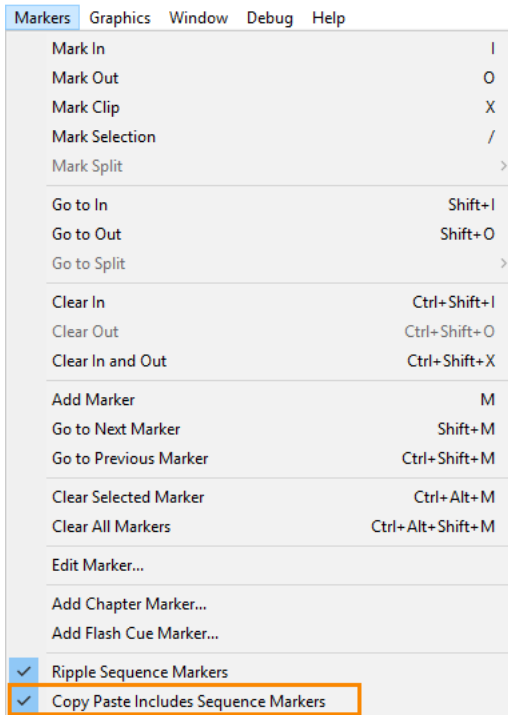 Markers Graphics Window Debug Help
Mark In I
Mark Out O
Mark Clip X
Mark Selection /
Mark Split >
Go to In Shift+I
Go to Out Shift+O
Go to Split >
Clear In Ctrl+Shift+I
Clear Out Ctrl+Shift+O
Clear In and Out Ctrl+Shift+X
Add Marker M
Go to Next Marker Shift+M
Go to Previous Marker Ctrl+Shift+M
Clear Selected Marker Ctrl+Alt+M
Clear All Markers Ctrl+Alt+Shift+M
Edit Marker...
Add Chapter Marker...
Add Flash Cue Marker...
Ripple Sequence Markers
Copy Paste Includes Sequence Markers